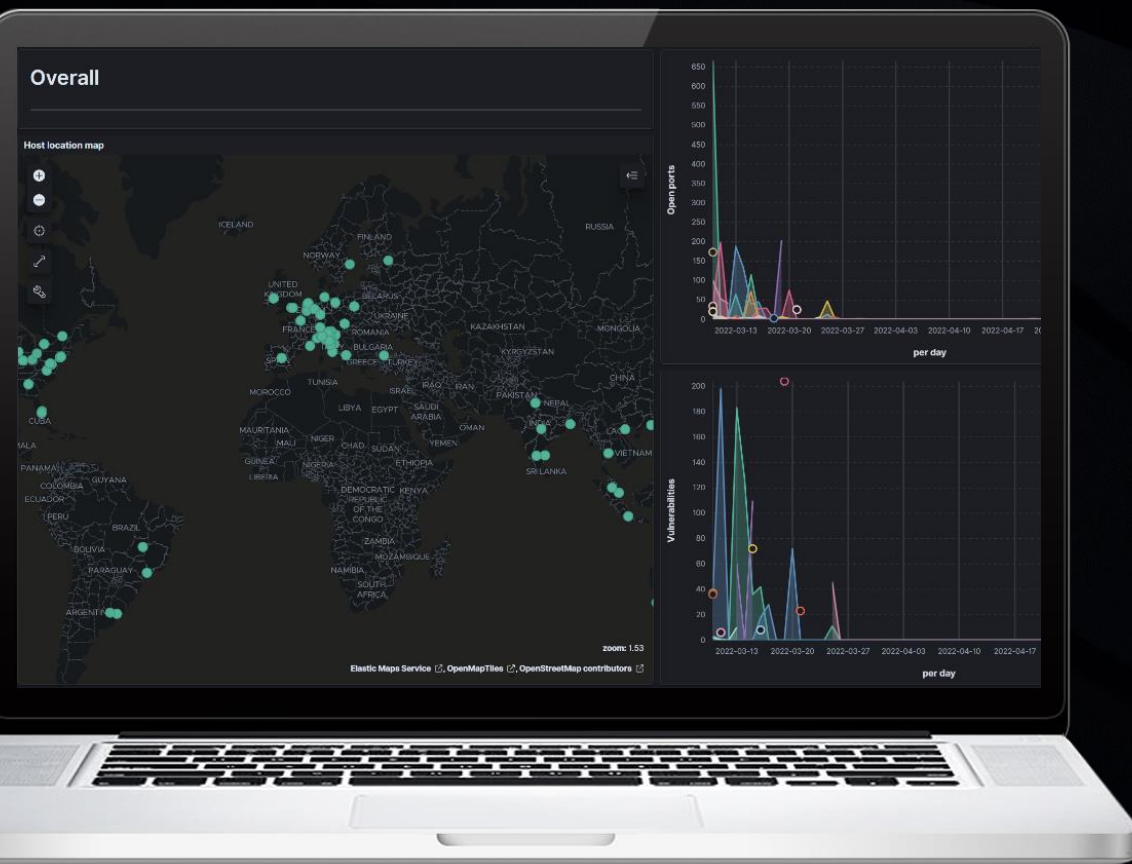 Overall
Host location map
ICELAND
RUSSIA
FINLAND
NORWAY
UNITED
KINGDOM
BELARUS
UKRAINE
FRANCE
ROMANIA
KAZAKHSTAN
MONGOLIA
BULGARIA
KYRGYZSTAN
GREECE
TURKEY
CHINA
TUNISIA
ISRAEL
IRAQ
IRAN
PAKISTAN
MOROCCO
NEPAL
LIBYA
EGYPT
SAUDI
ARABIA
CUBA
OMAN
INDIA
MAURITANIA
MALI
NIGER
CHAD
SUDAN
YEMEN
VIETNAM
GUINEA
NIGERIA
ETHIOPIA
SRI LANKA
PANAMA
LIBERIA
GUYANA
COLOMBIA
ECUADOR
DEMOCRATIC
REPUBLIC
OF THE
CONGO
KENYA
PERU
BRAZIL
ZAMBIA
BOLIVIA
MOZAMBIQUE
PARAGUAY
NAMIBIA
SOUTH
AFRICA
zoom: 1.53
Elastic Maps Service, OpenMapTiles, OpenStreetMap contributors
Open ports
650
600
550
500
450
400
350
300
250
200
150
100
50
0
2022-03-13 2022-03-20 2022-03-27 2022-04-03 2022-04-10 2022-04-17
per day
Vulnerabilities
200
180
160
140
120
100
80
60
40
20
0
2022-03-13 2022-03-20 2022-03-27 2022-04-03 2022-04-10 2022-04-17
per day